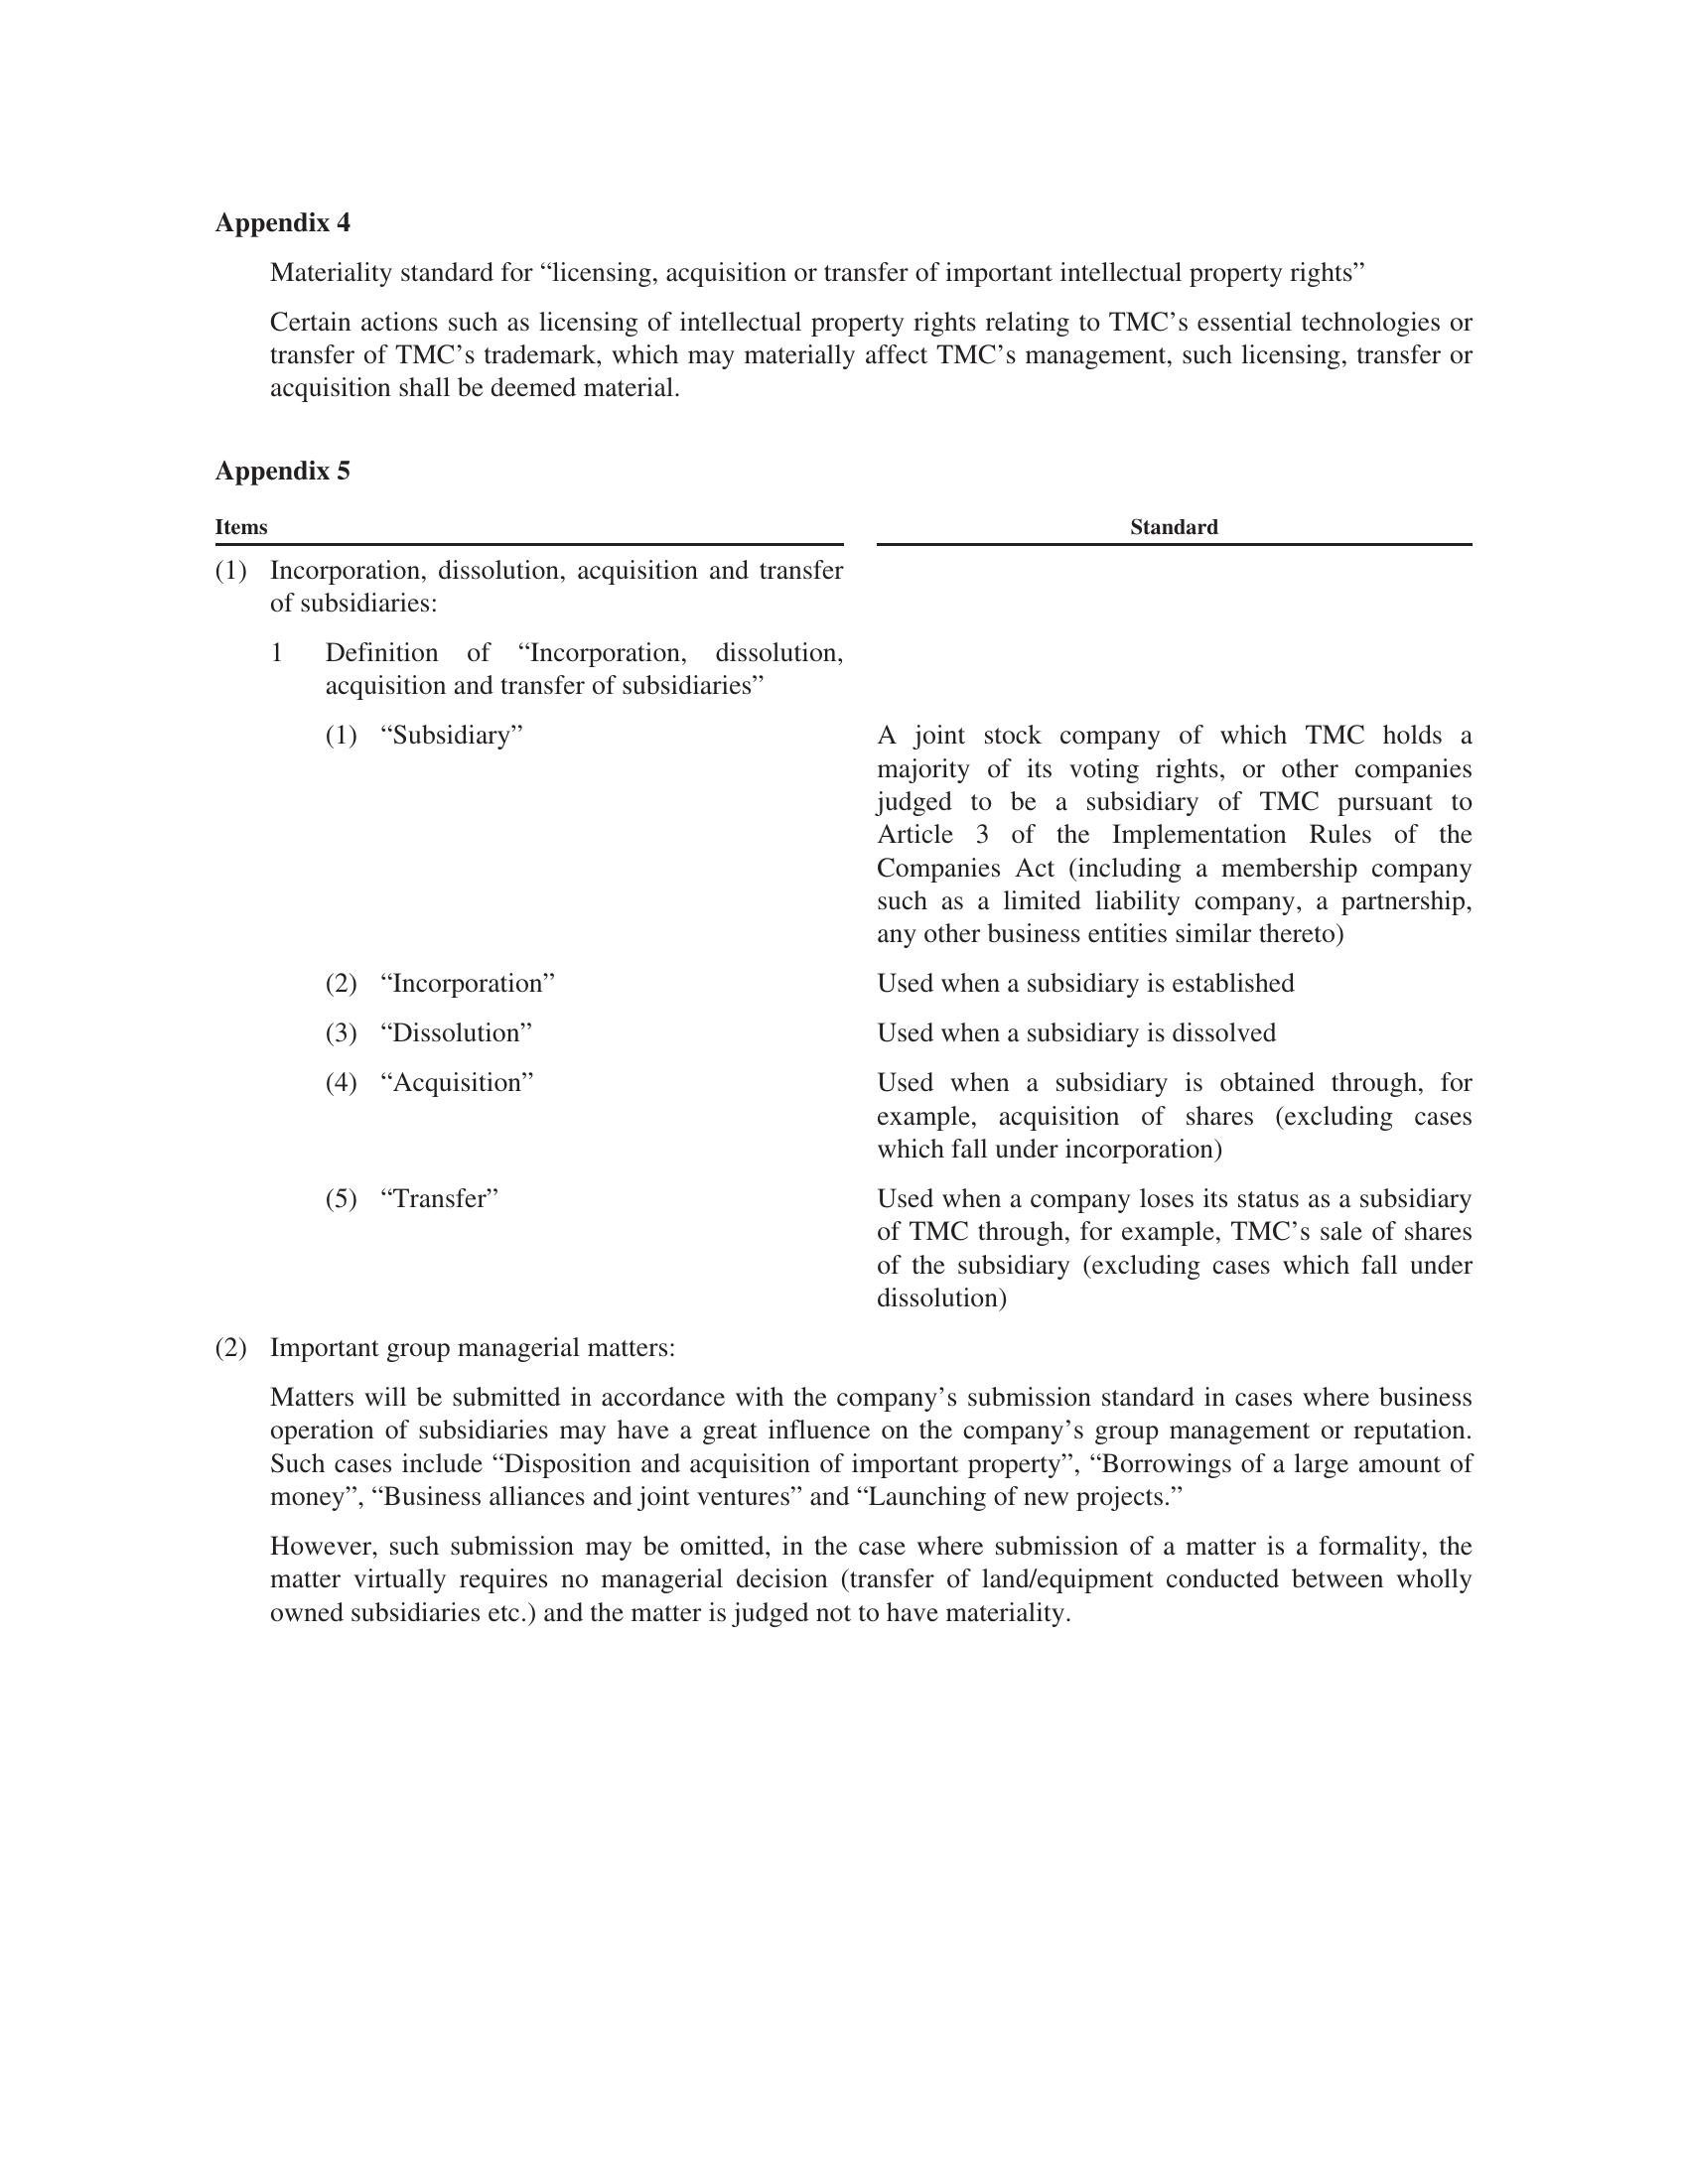 Appendix 4
Materiality standard for “licensing, acquisition or transfer of important intellectual property rights”
Certain actions such as licensing of intellectual property rights relating to TMC’s essential technologies or
transfer of TMC’s trademark, which may materially affect TMC’s management, such licensing, transfer or
acquisition shall be deemed material.
Appendix 5
Items Standard
(1) Incorporation, dissolution, acquisition and transfer
of subsidiaries:
1 Definition of “Incorporation, dissolution,
acquisition and transfer of subsidiaries”
(1) “Subsidiary” A joint stock company of which TMC holds a
majority of its voting rights, or other companies
judged to be a subsidiary of TMC pursuant to
Article 3 of the Implementation Rules of the
Companies Act (including a membership company
such as a limited liability company, a partnership,
any other business entities similar thereto)
(2) “Incorporation” Used when a subsidiary is established
(3) “Dissolution” Used when a subsidiary is dissolved
(4) “Acquisition” Used when a subsidiary is obtained through, for
example, acquisition of shares (excluding cases
which fall under incorporation)
(5) “Transfer” Used when a company loses its status as a subsidiary
of TMC through, for example, TMC’s sale of shares
of the subsidiary (excluding cases which fall under
dissolution)
(2) Important group managerial matters:
Matters will be submitted in accordance with the company’s submission standard in cases where business
operation of subsidiaries may have a great influence on the company’s group management or reputation.
Such cases include “Disposition and acquisition of important property”, “Borrowings of a large amount of
money”, “Business alliances and joint ventures” and “Launching of new projects.”
However, such submission may be omitted, in the case where submission of a matter is a formality, the
matter virtually requires no managerial decision (transfer of land/equipment conducted between wholly
owned subsidiaries etc.) and the matter is judged not to have materiality.